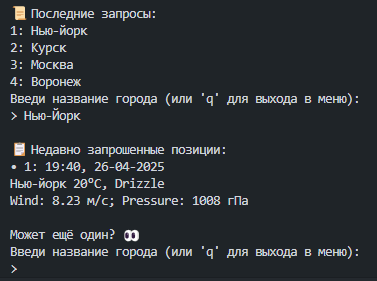 📜 Последние запросы:
1: Нью-йорк
2: Курск
3: Москва
4: Воронеж
Введи название города (или 'q' для выхода в меню):
> Нью-Йорк
📋 Недавно запрошенные позиции:
• 1: 19:40, 26-04-2025
Нью-йорк 20°C, Drizzle
Wind: 8.23 м/с; Pressure: 1008 гПа
Может ещё один? 👀
Введи название города (или 'q' для выхода в меню):
>